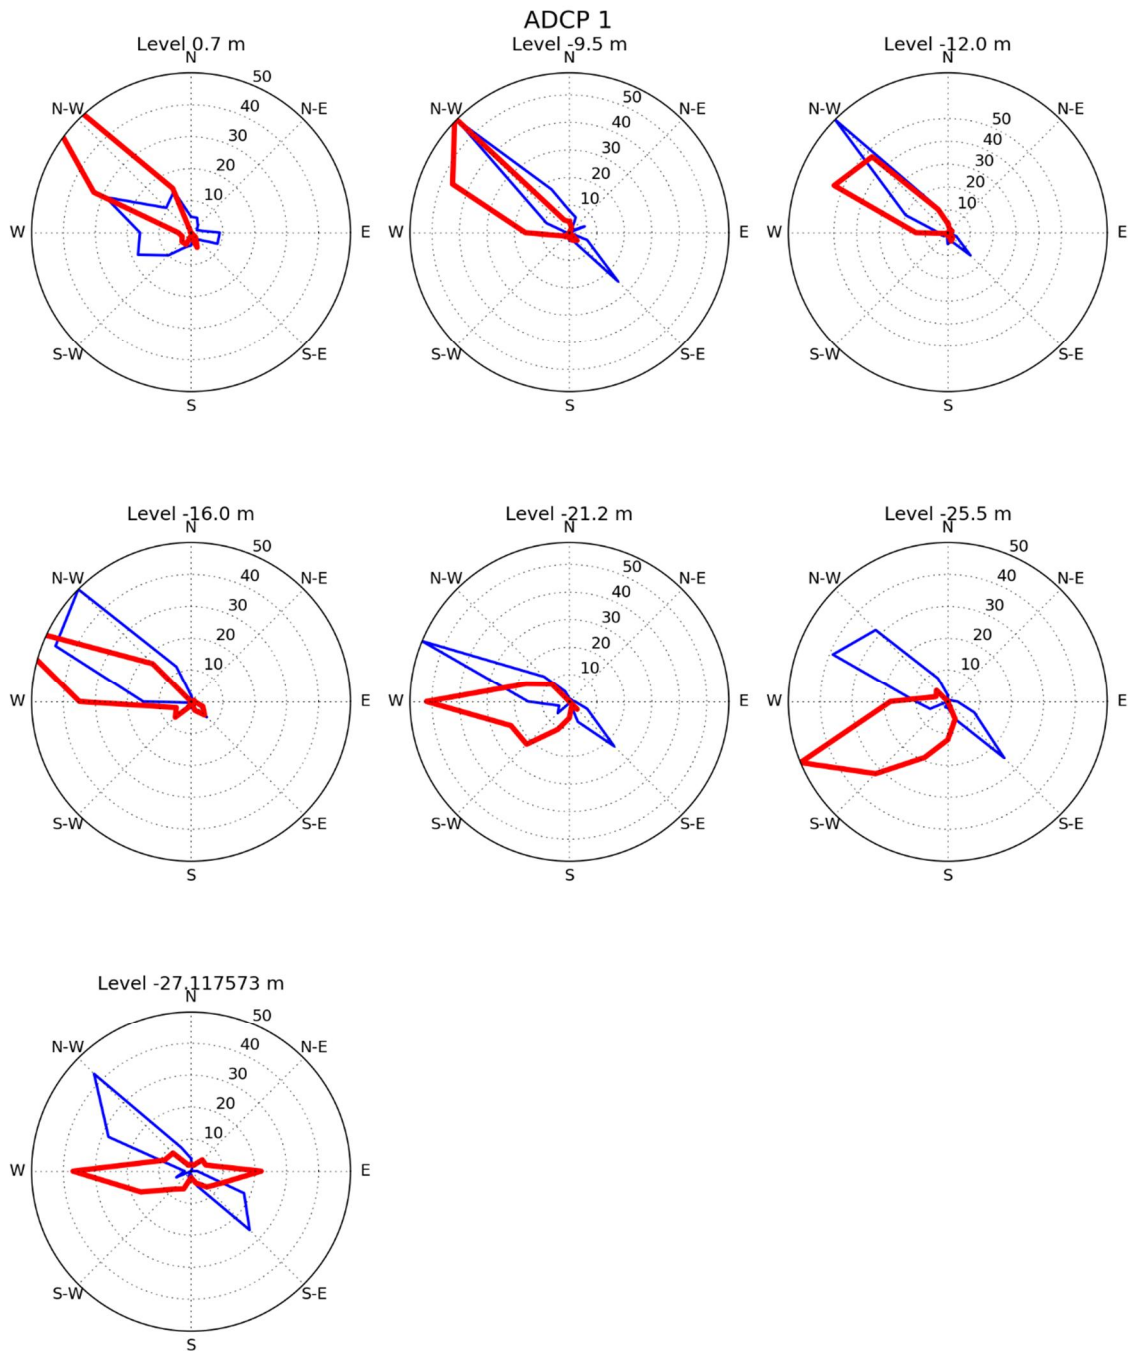 ADCP 1
Level 0.7 m
Level -9.5 m
Level -12.0 m
N
N
N
50
40
30
20
10
N-W
N-E
W
E
S-W
S-E
S
50
40
30
20
10
N-W
N-E
W
E
S-W
S-E
S
50
40
30
20
10
N-W
N-E
W
E
S-W
S-E
S
Level -16.0 m
Level -21.2 m
Level -25.5 m
N
N
N
50
40
30
20
10
N-W
N-E
W
E
S-W
S-E
S
50
40
30
20
10
N-W
N-E
W
E
S-W
S-E
S
50
40
30
20
10
N-W
N-E
W
E
S-W
S-E
S
Level -27.117573 m
N
50
40
30
20
10
N-W
N-E
W
E
S-W
S-E
S